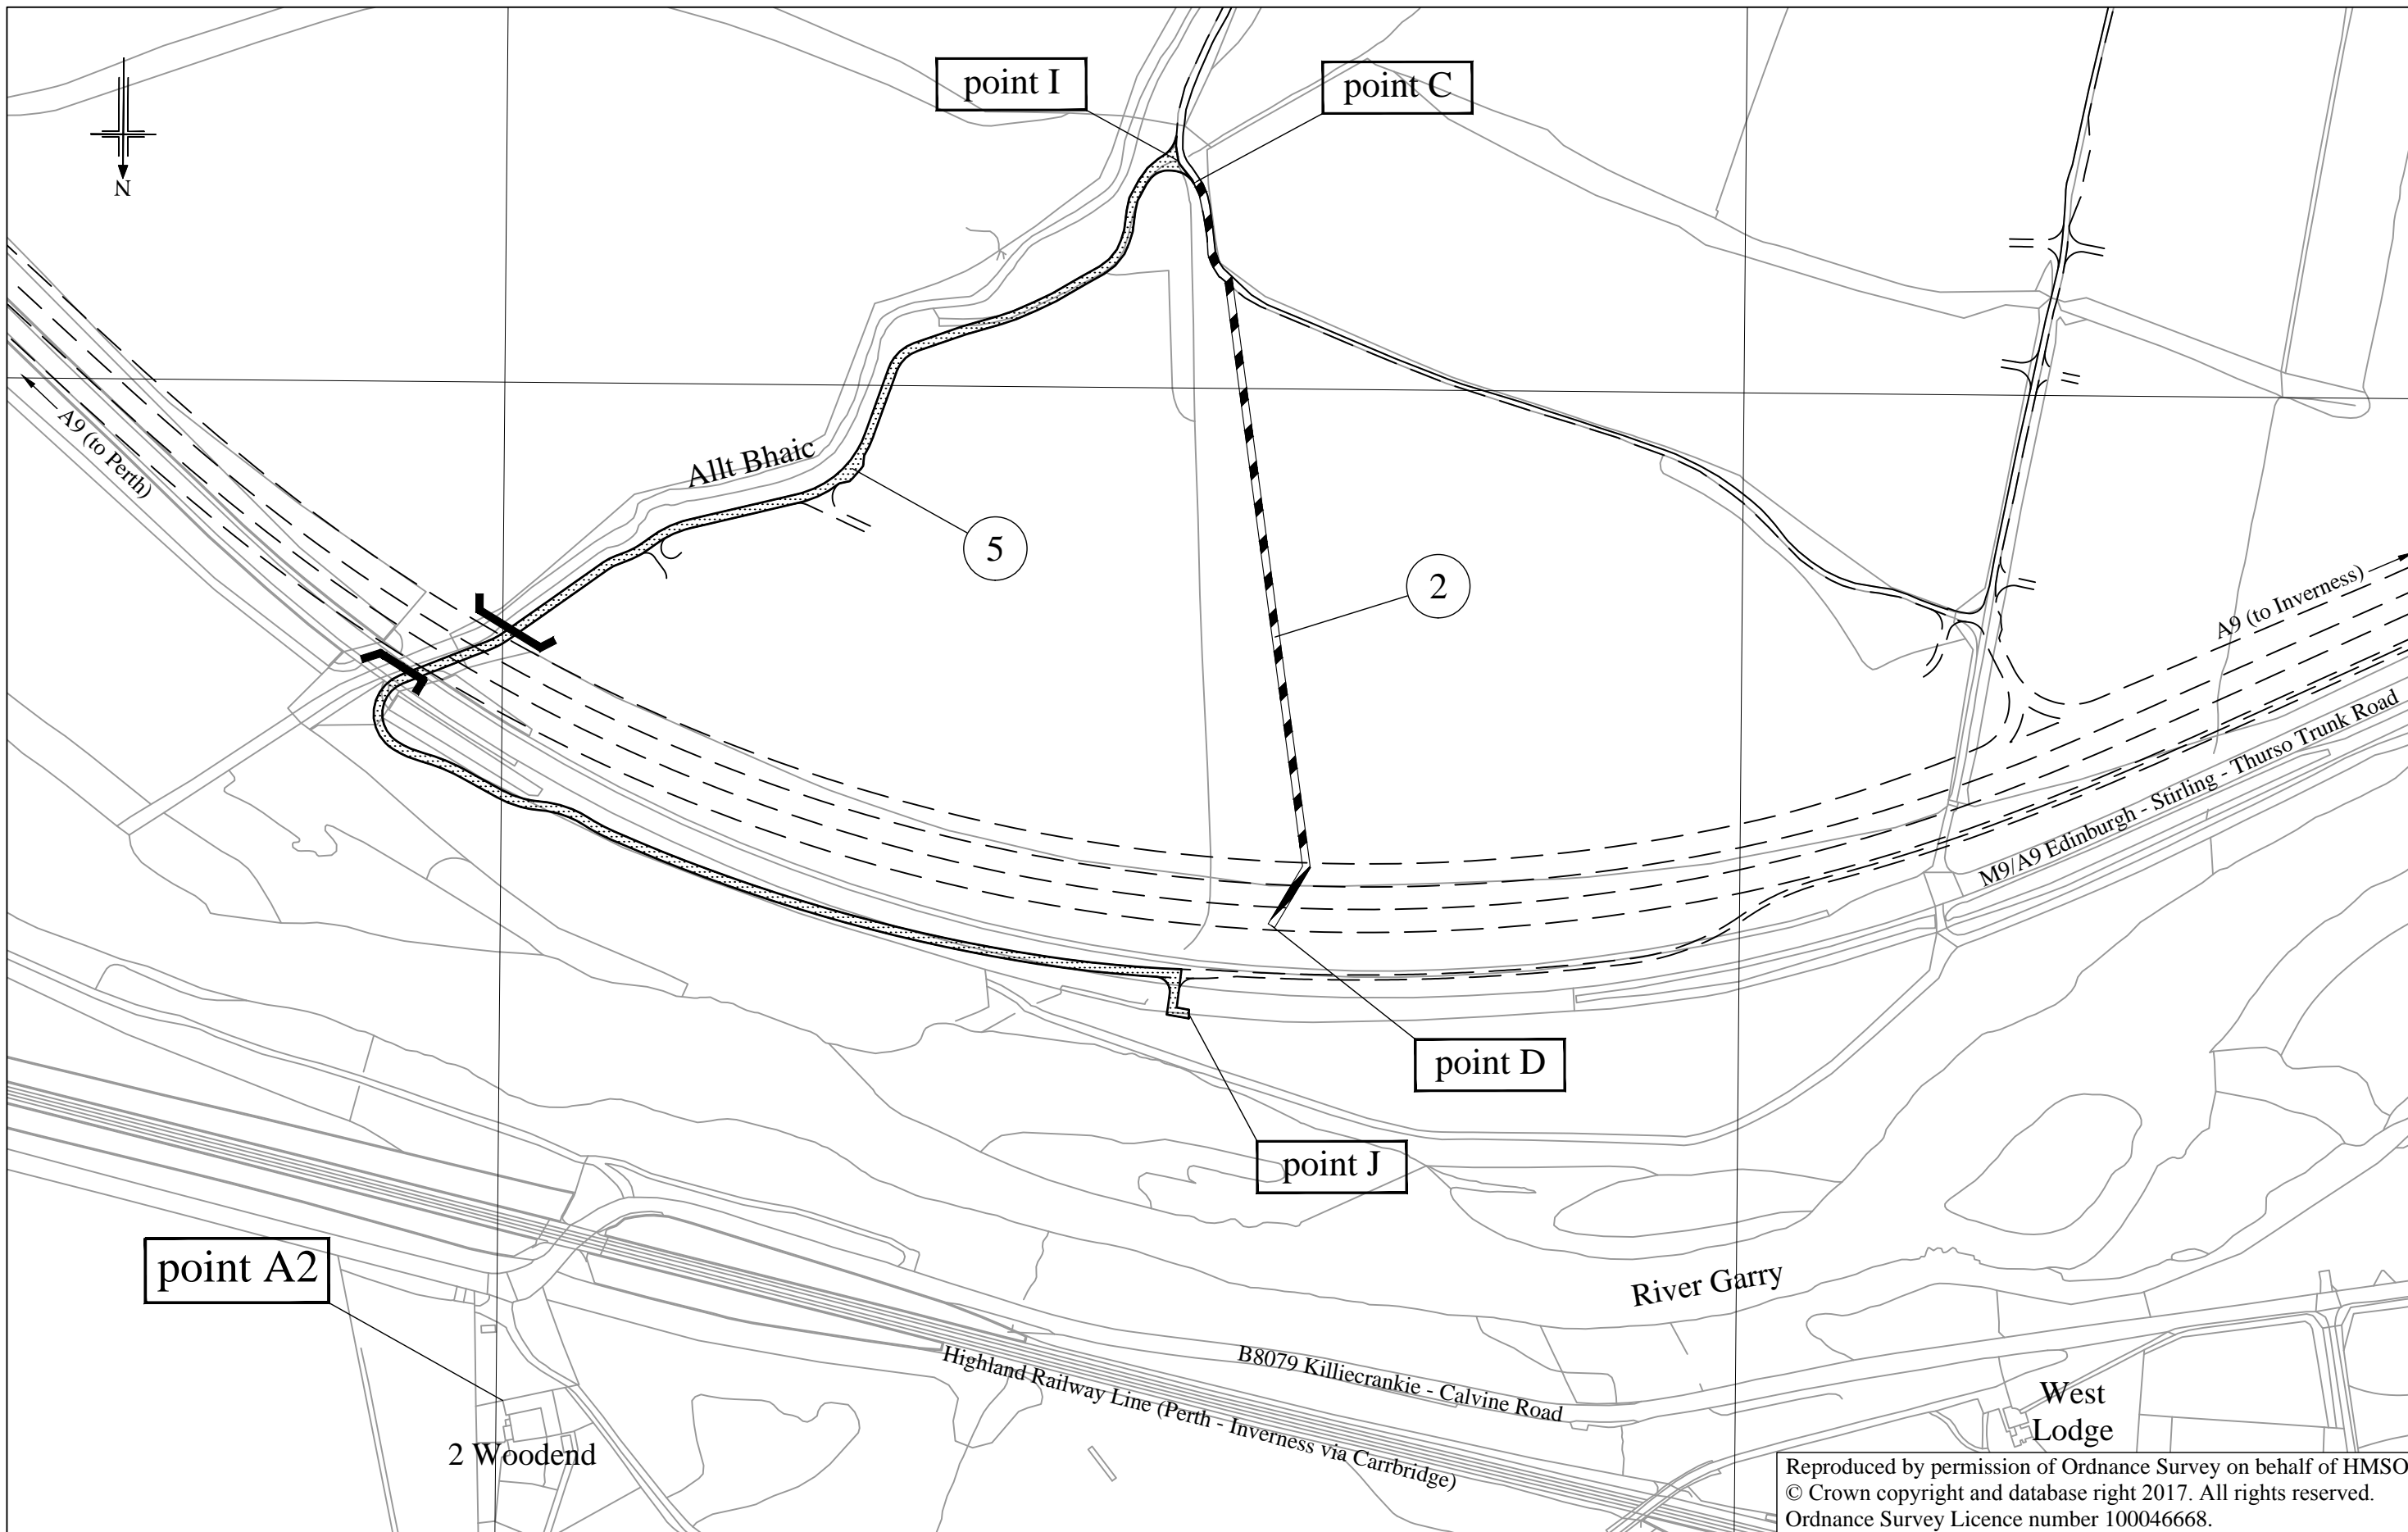 point I
point C
N
A9 (to Perth)
Allt Bhaic
5
2
A9 (to Inverness)
M9/A9 Edinburgh - Stirling - Thurso Trunk Road
point D
point J
point A2
River Garry
B8079 Killiecrankie - Calvine Road
Highland Railway Line (Perth - Inverness via Carrbridge)
2 Woodend
West
Lodge
Reproduced by permission of Ordnance Survey on behalf of HMSO
© Crown copyright and database right 2017. All rights reserved.
Ordnance Survey Licence number 100046668.